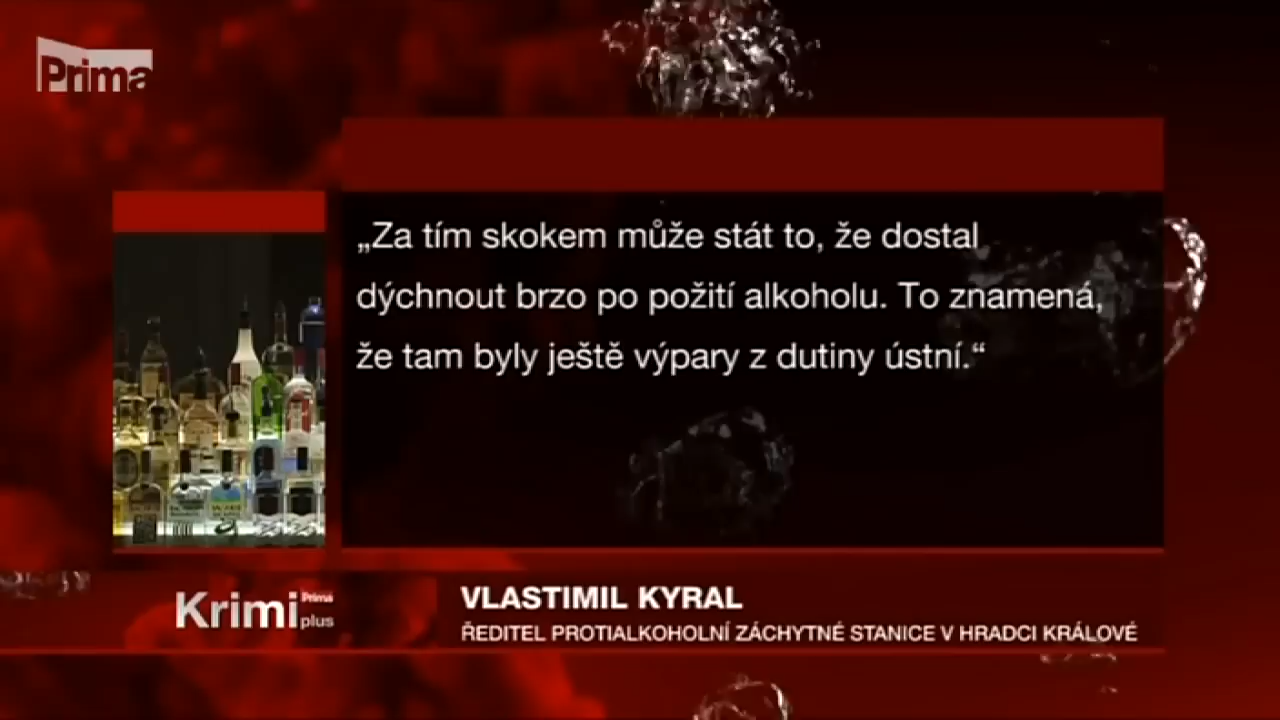 Prima
„Za tím skokem může stát to, že dostal
dýchnout brzo po požití alkoholu. To znamená,
že tam byly ještě výpary z dutiny ústní.“
Krimi Prima plus
VLASTIMIL KYRAL
ŘEDITEL PROTIALKOHOLNÍ ZÁCHYTNÉ STANICE V HRADCI KRÁLOVÉ